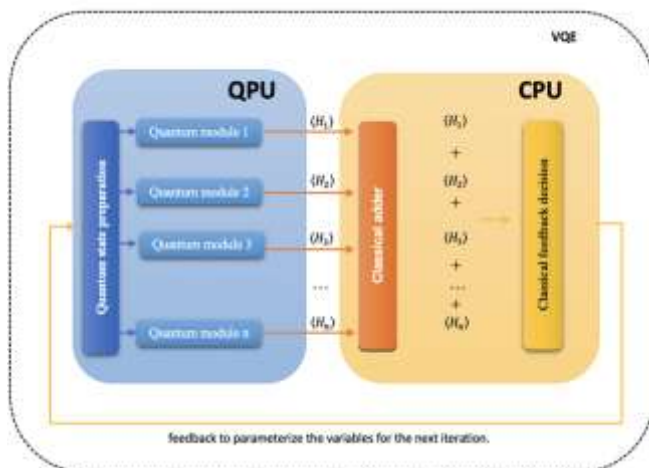 VQE
QPU
CPU
Quantum state preparation
Quantum module 1
Quantum module 2
Quantum module 3
Quantum module n
⟨H₁⟩
⟨H₂⟩
⟨H₃⟩
...
⟨Hₙ⟩
Classical adder
⟨H₁⟩
+
⟨H₂⟩
+
⟨H₃⟩
+
...
+
⟨Hₙ⟩
Classical feedback decision
feedback to parameterize the variables for the next iteration.